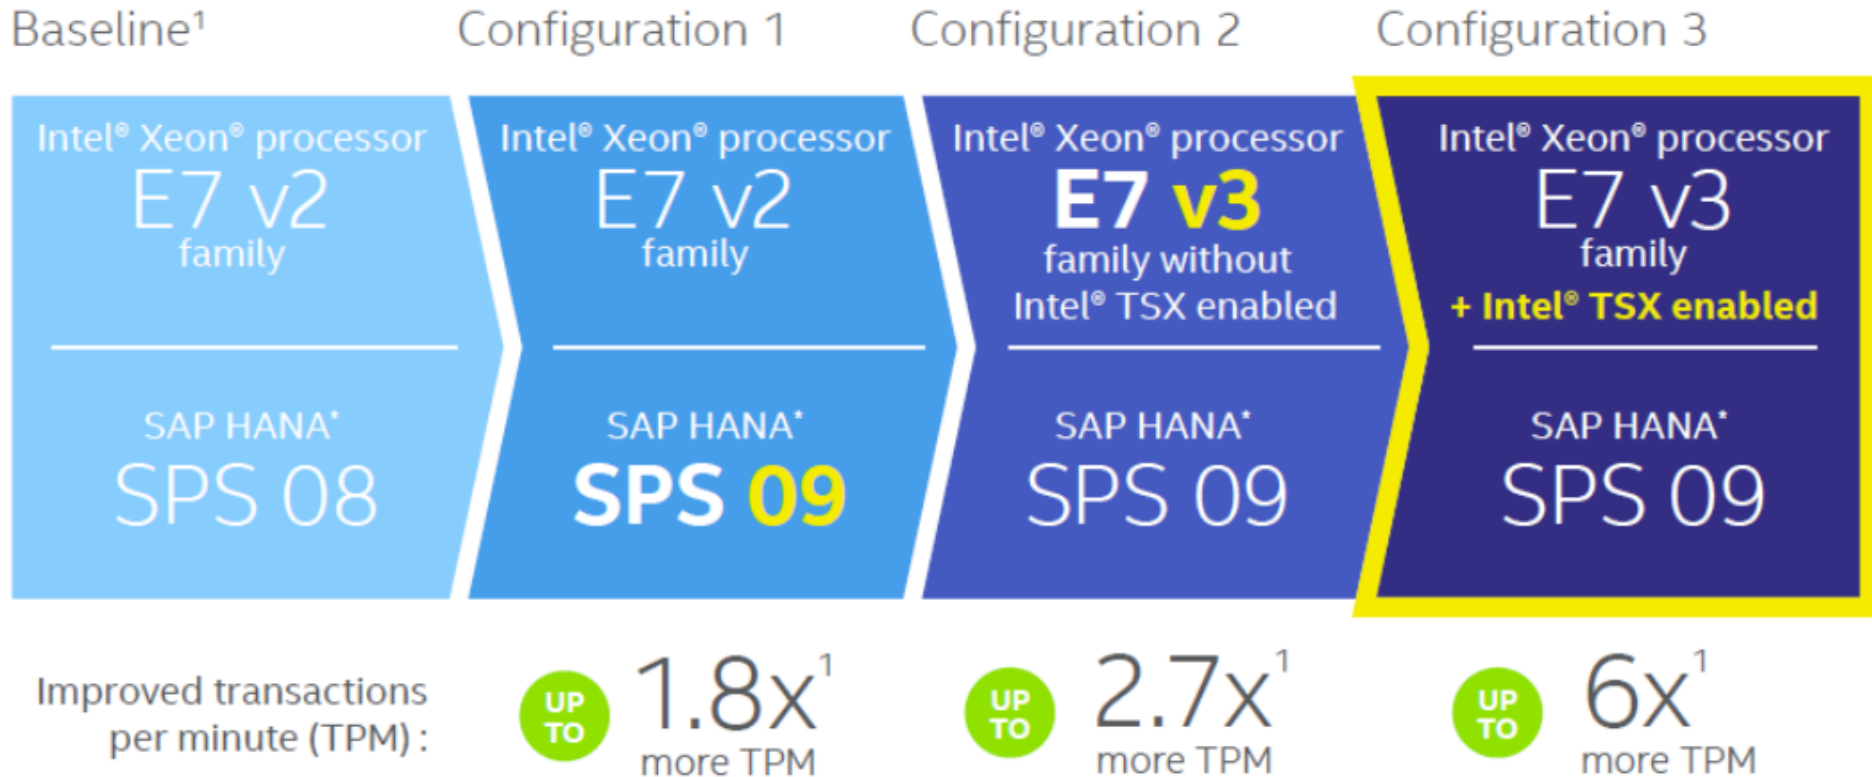 Baseline¹
Intel® Xeon® processor
E7 v2
family
SAP HANA*
SPS 08
Configuration 1
Intel® Xeon® processor
E7 v2
family
SAP HANA*
SPS 09
Configuration 2
Intel® Xeon® processor
E7 v3
family without
Intel® TSX enabled
SAP HANA*
SPS 09
Configuration 3
Intel® Xeon® processor
E7 v3
family
+ Intel® TSX enabled
SAP HANA*
SPS 09
Improved transactions
per minute (TPM) :
UP
TO
1.8x¹
more TPM
UP
TO
2.7x¹
more TPM
UP
TO
6x¹
more TPM